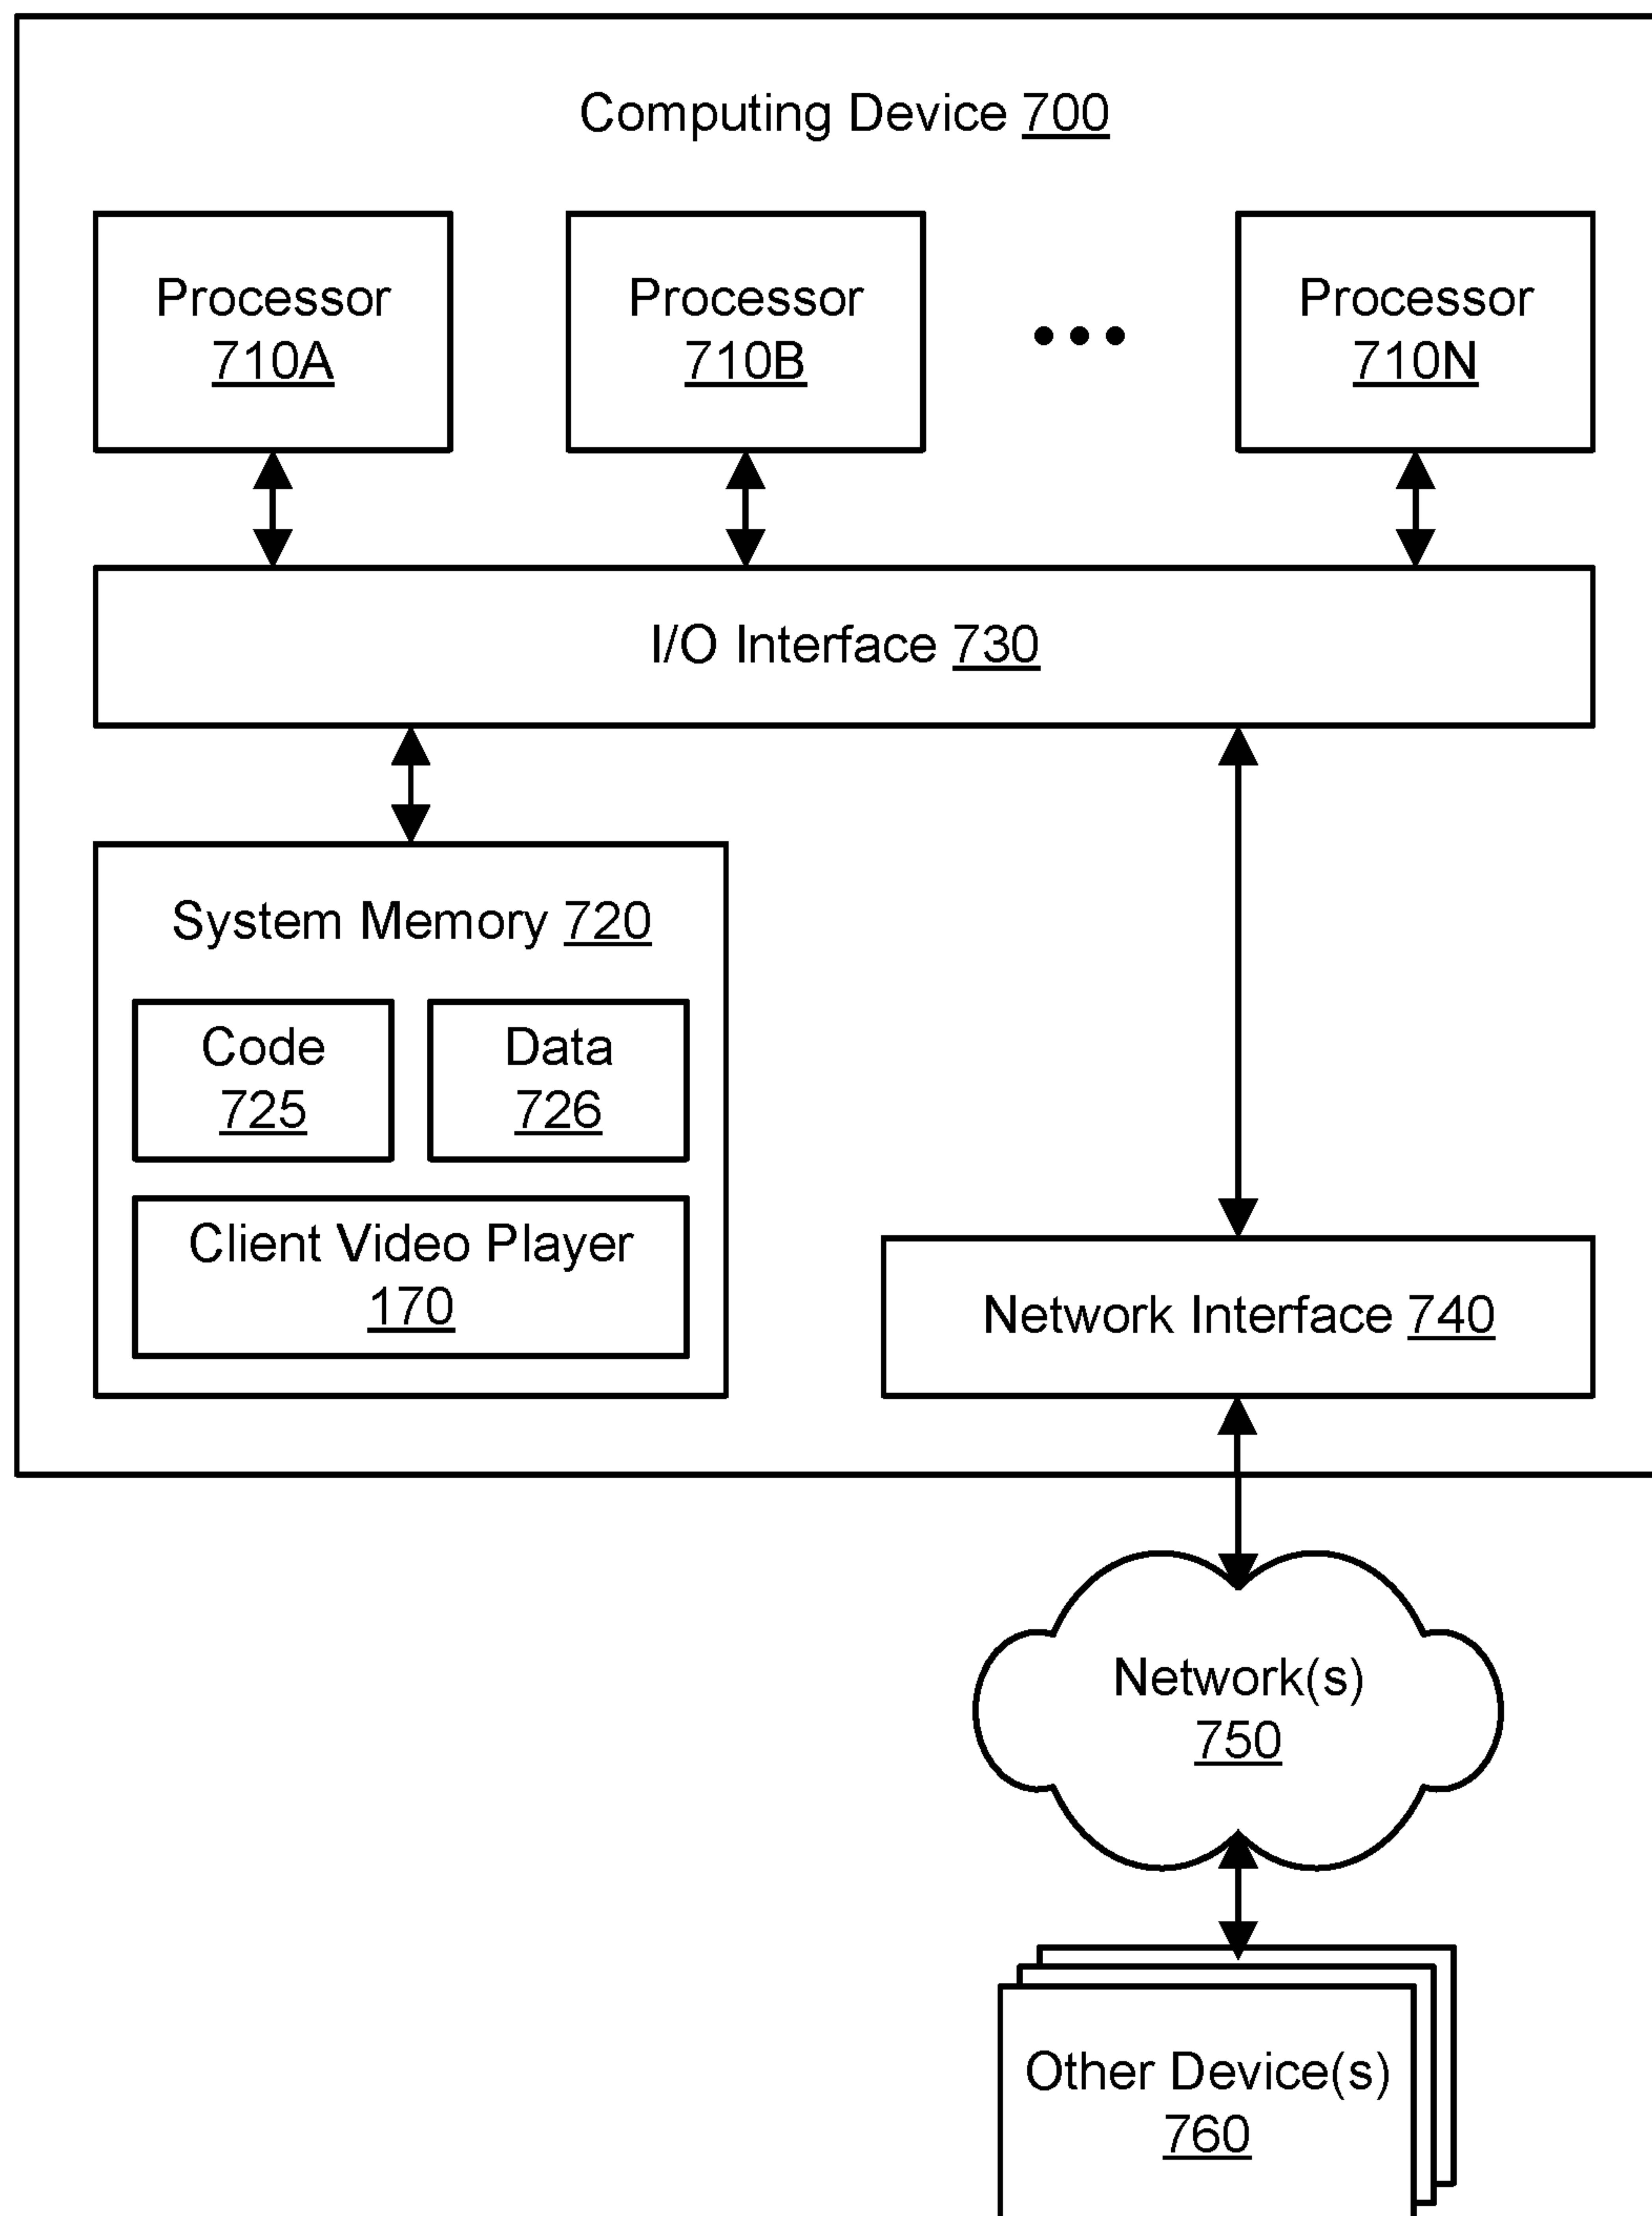 Computing Device 700
Processor
710A
Processor
710B
Processor
710N
I/O Interface 730
System Memory 720
Code
725
Data
726
Client Video Player
170
Network Interface 740
Network(s)
750
Other Device(s)
760